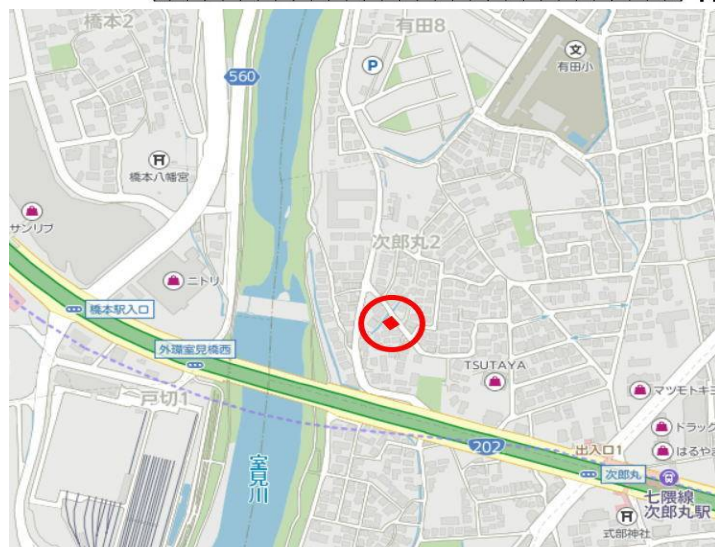 橋本2
有田8
文
有田小
P
560
橋本八幡宮
サンリブ
次郎丸2
ニトリ
橋本駅入口
外環室見橋西
TSUTAYA
戸切1
マツモトキヨ
ドラック
202
出入口1
はるやま
次郎丸
室見川
七隈線
次郎丸駅
式部神社